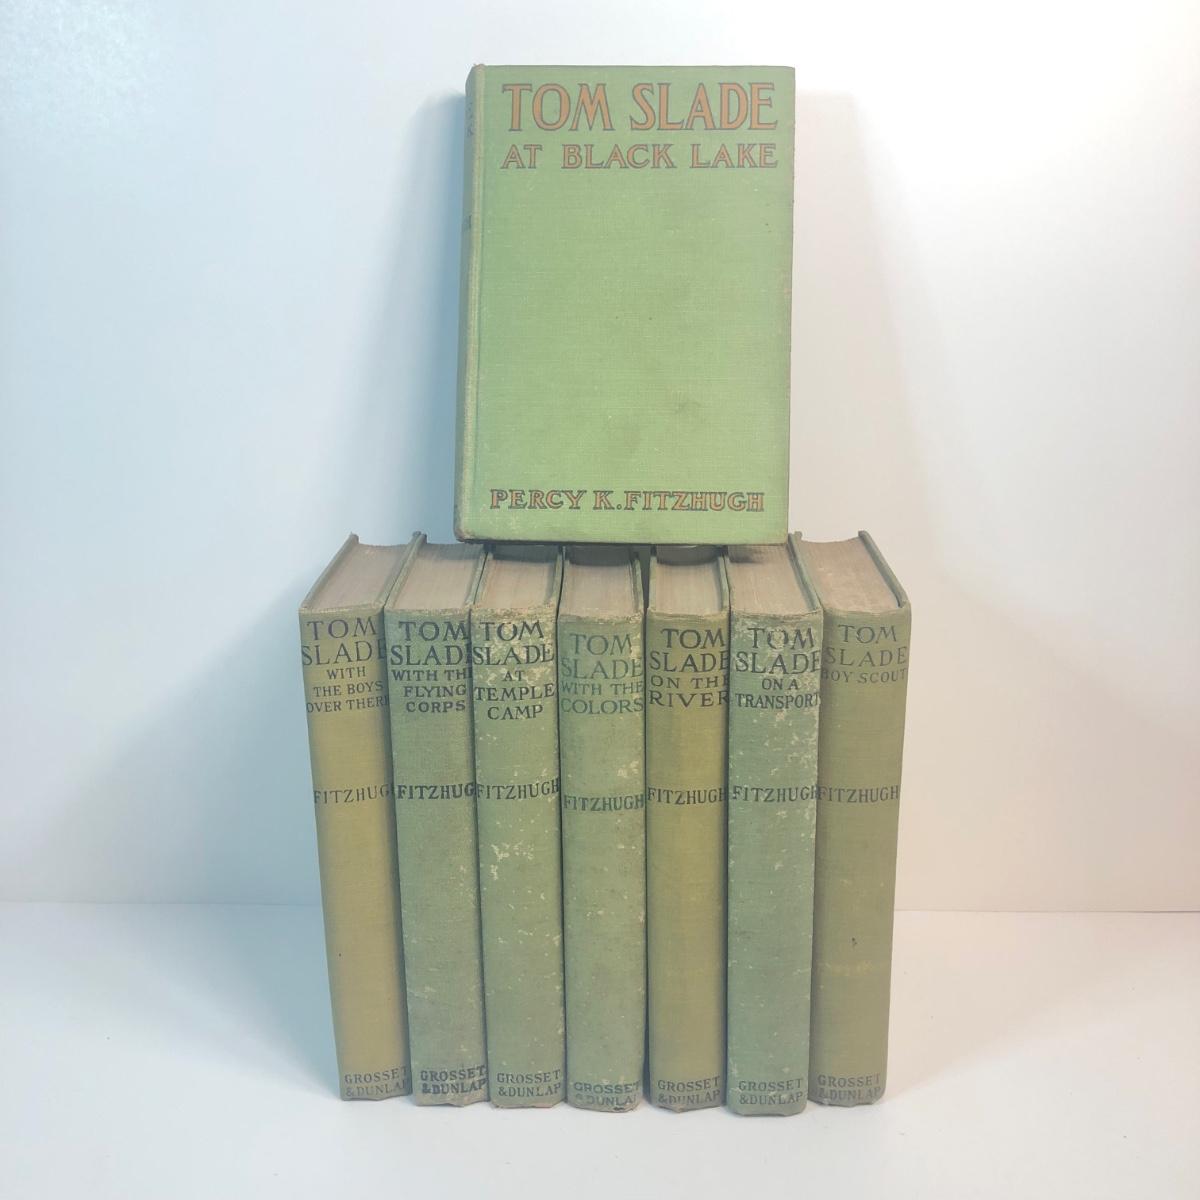 TOM SLADE
AT BLACK LAKE
PERCY K. FITZHUGH
TOM
SLADE
WITH
THE BOYS
OVER THERE
FITZHUG
GROSSET
& DUNLAP
TOM
SLADE
WITH THE
FLYING
CORPS
FITZHUG
GROSSET
& DUNLAP
TOM
SLADE
AT
TEMPLE
CAMP
FITZHUGH
GROSSET
& DUNLAP
TOM
SLADE
WITH THE
COLORS
FITZHUGH
GROSSET
& DUNLAP
TOM
SLADE
ON THE
RIVER
FITZHUGH
GROSSET
& DUNLAP
TOM
SLADE
ON A
TRANSPORT
FITZHUGH
GROSSET
& DUNLAP
TOM
SLADE
BOY SCOUT
FITZHUGH
GROSSET
& DUNLAP